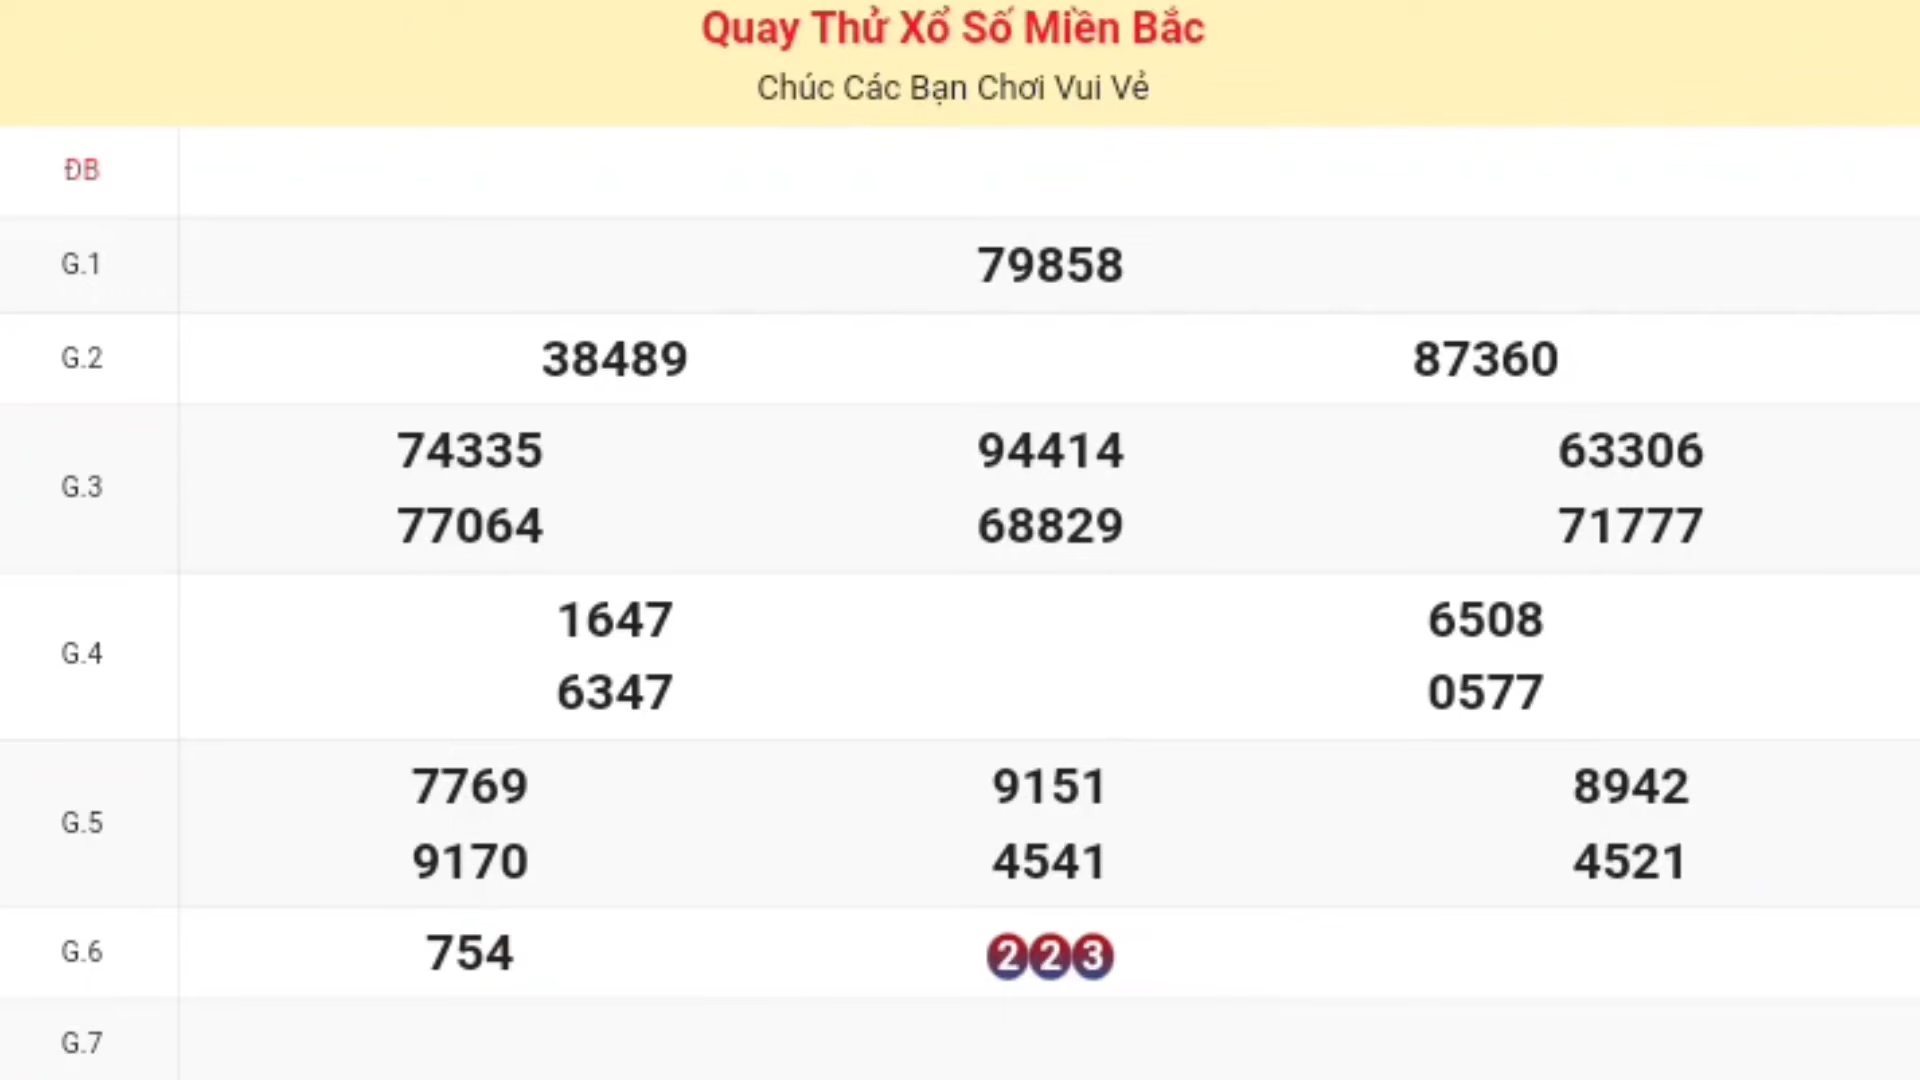 Quay Thử Xổ Số Miền Bắc
Chúc Các Bạn Chơi Vui Vẻ
ĐB
G.1 79858
G.2 38489 87360
G.3
74335 94414 63306
77064 68829 71777
G.4
1647 6508
6347 0577
G.5
7769 9151 8942
9170 4541 4521
G.6 754 223
G.7